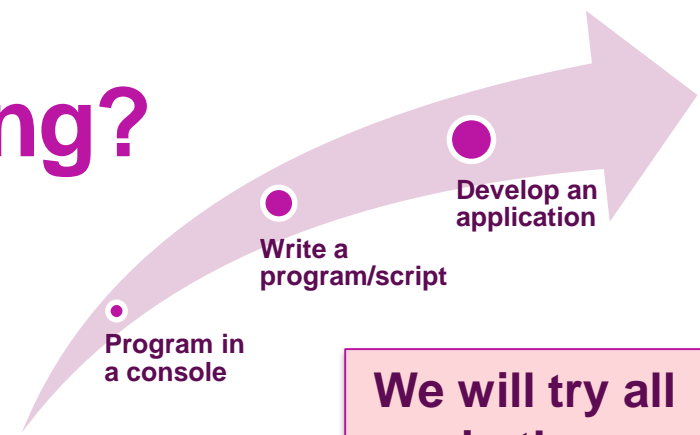 ng?
Develop an
application
Write a
program/script
Program in
a console
We will try all